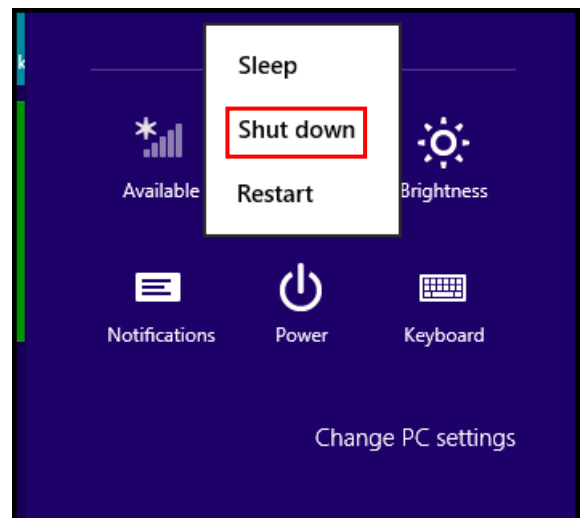 k
Sleep
Shut down
Restart
Available
Brightness
Notifications
Power
Keyboard
Change PC settings